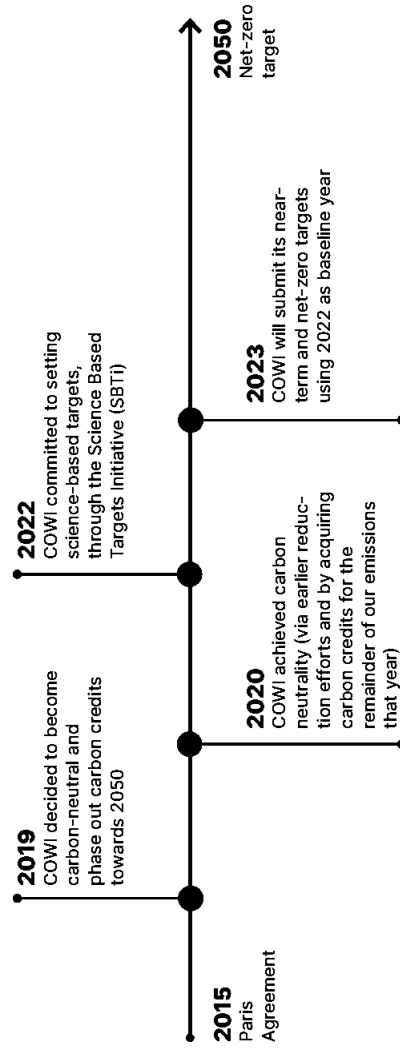 2015
Paris
Agreement
2019
COWI decided to become
carbon-neutral and
phase out carbon credits
towards 2050
2020
COWI achieved carbon
neutrality (via earlier reduc-
tion efforts and by acquiring
carbon credits for the
remainder of our emissions
that year)
2022
COWI committed to setting
science-based targets,
through the Science Based
Targets Initiative (SBTi)
2023
COWI will submit its near-
term and net-zero targets
using 2022 as baseline year
2050
Net-zero
target